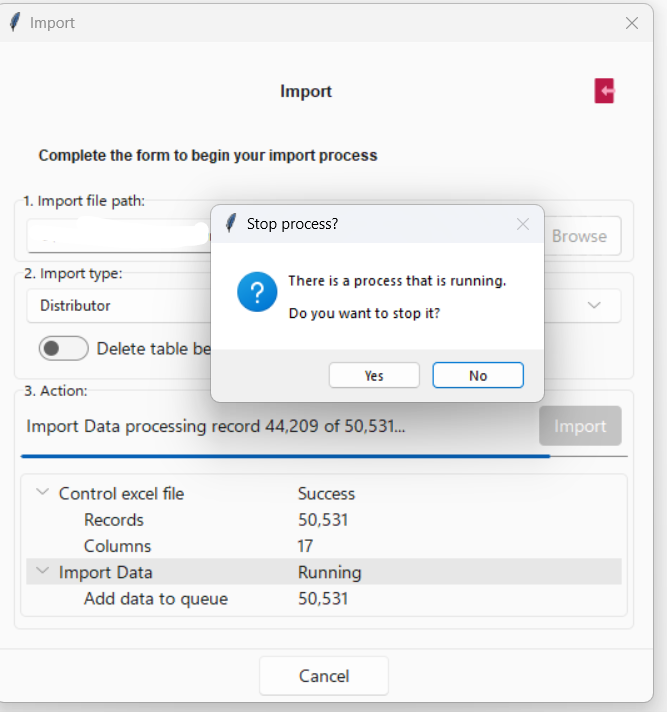 Import
Import
Complete the form to begin your import process
1. Import file path:
Browse
Stop process?
There is a process that is running.
Do you want to stop it?
Yes
No
2. Import type:
Distributor
Delete table be
3. Action:
Import Data processing record 44,209 of 50,531...
Import
Control excel file Success
Records 50,531
Columns 17
Import Data Running
Add data to queue 50,531
Cancel